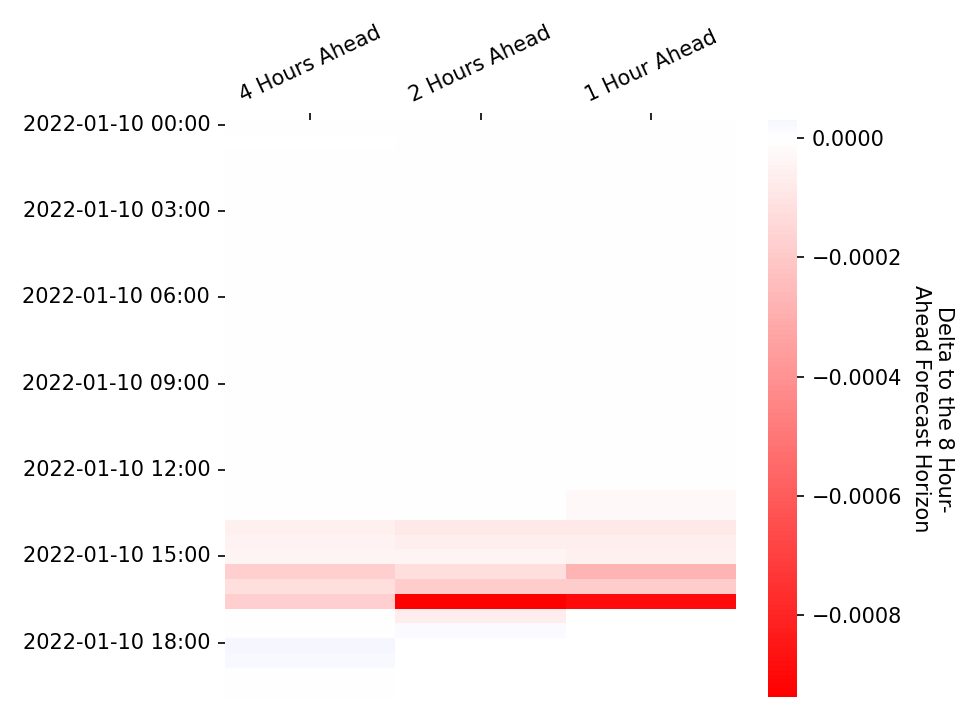 4 Hours Ahead
2 Hours Ahead
1 Hour Ahead
2022-01-10 00:00
2022-01-10 03:00
2022-01-10 06:00
2022-01-10 09:00
2022-01-10 12:00
2022-01-10 15:00
2022-01-10 18:00
0.0000
−0.0002
−0.0004
−0.0006
−0.0008
Delta to the 8 Hour-
Ahead Forecast Horizon